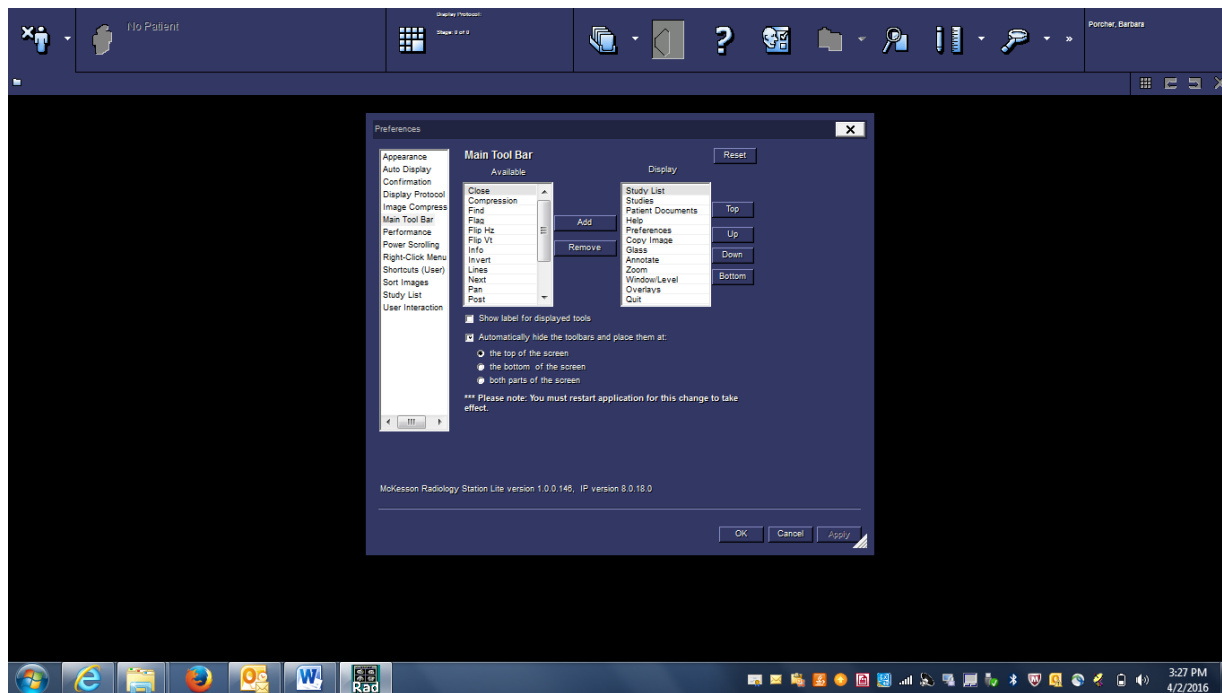 No Patient
Display Protocol:
Stage: 0 of 0
Porcher, Barbara
Preferences
Appearance
Auto Display
Confirmation
Display Protocol
Image Compress
Main Tool Bar
Performance
Power Scrolling
Right-Click Menu
Shortcuts (User)
Sort Images
Study List
User Interaction
Main Tool Bar
Reset
Available
Display
Close
Compression
Find
Flag
Flip Hz
Flip Vt
Info
Invert
Lines
Next
Pan
Post
Add
Remove
Study List
Studies
Patient Documents
Help
Preferences
Copy Image
Glass
Annotate
Zoom
Window/Level
Overlays
Quit
Top
Up
Down
Bottom
Show label for displayed tools
Automatically hide the toolbars and place them at:
the top of the screen
the bottom of the screen
both parts of the screen
*** Please note: You must restart application for this change to take
effect.
McKesson Radiology Station Lite version 1.0.0.146, IP version 8.0.18.0
OK
Cancel
Apply
Rad
3:27 PM
4/2/2016